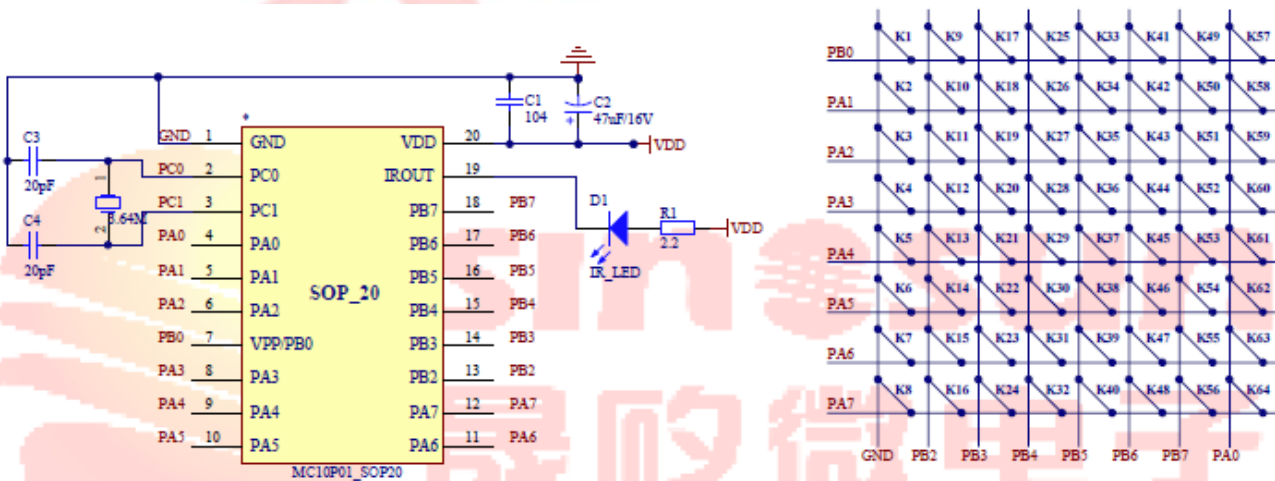 C3
20pF
C4
20pF
1
2
3.64M
C1
104
C2
47uF/16V
VDD
GND 1 GND VDD 20
PC0 2 PC0 IROUT 19
PC1 3 PC1 PB7 18 PB7
PA0 4 PA0 PB6 17 PB6
PA1 5 PA1 PB5 16 PB5
PA2 6 PA2 PB4 15 PB4
PB0 7 VPP/PB0 PB3 14 PB3
PA3 8 PA3 PB2 13 PB2
PA4 9 PA4 PA7 12 PA7
PA5 10 PA5 PA6 11 PA6
*
SOP_20
MC10P01_SOP20
D1
IR_LED
R1
2.2
VDD
PB0 K1 K9 K17 K25 K33 K41 K49 K57
PA1 K2 K10 K18 K26 K34 K42 K50 K58
PA2 K3 K11 K19 K27 K35 K43 K51 K59
PA3 K4 K12 K20 K28 K36 K44 K52 K60
PA4 K5 K13 K21 K29 K37 K45 K53 K61
PA5 K6 K14 K22 K30 K38 K46 K54 K62
PA6 K7 K15 K23 K31 K39 K47 K55 K63
PA7 K8 K16 K24 K32 K40 K48 K56 K64
GND PB2 PB3 PB4 PB5 PB6 PB7 PA0
sinomsun
晟矽微电子